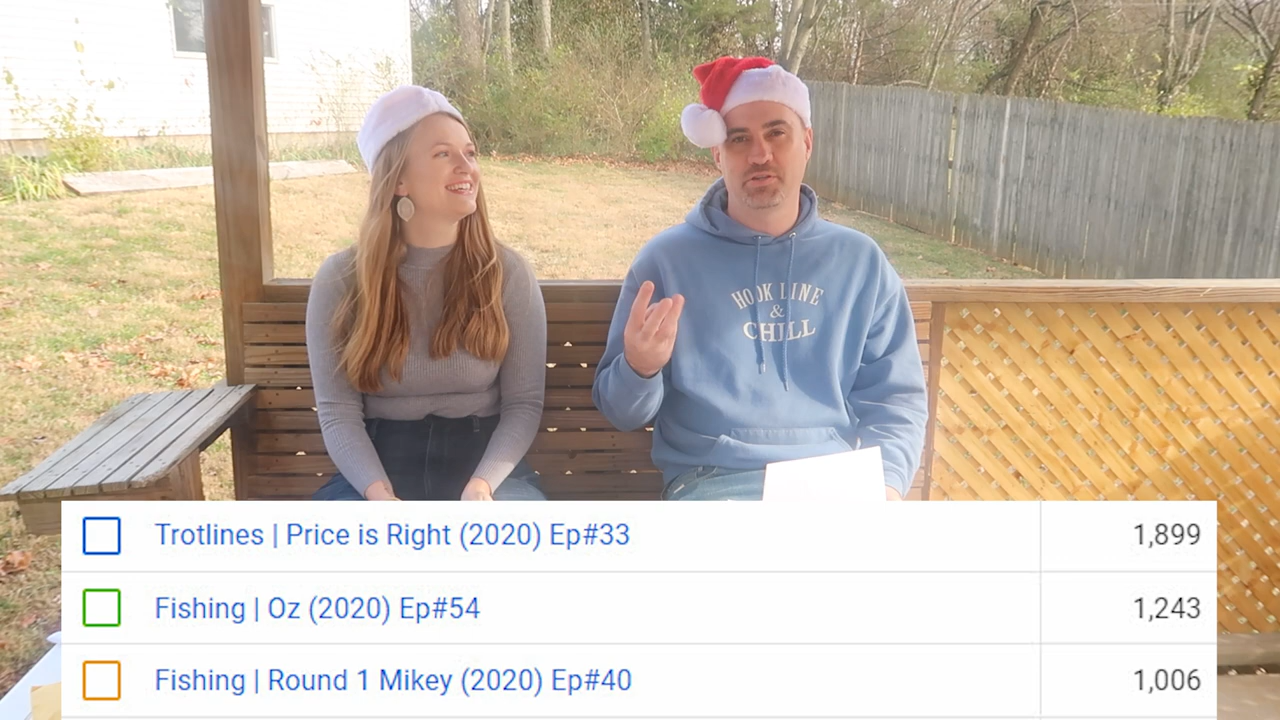 HOOK LINE
&
CHILL
Trotlines | Price is Right (2020) Ep#33 1,899
Fishing | Oz (2020) Ep#54 1,243
Fishing | Round 1 Mikey (2020) Ep#40 1,006